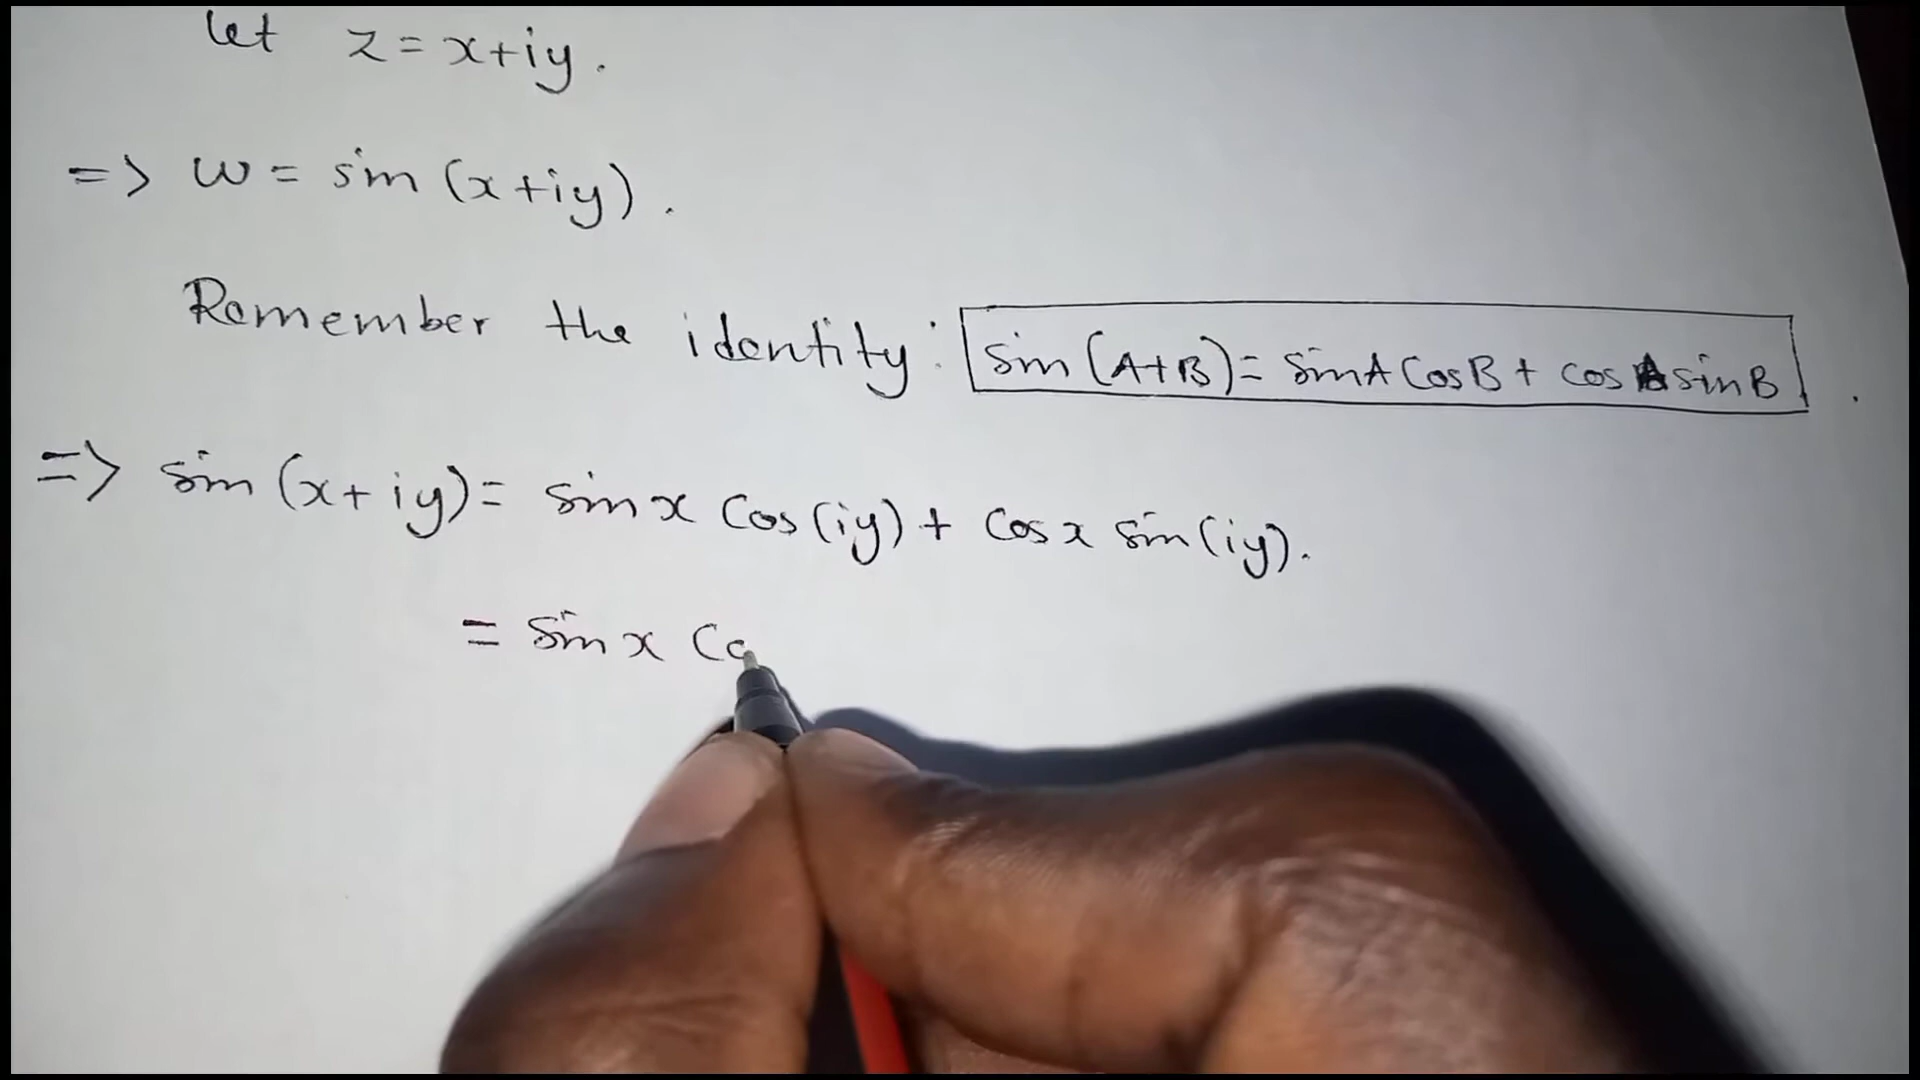 let z = x+iy.
=> w = sin (x+iy).
Remember the identity: sin (A+B) = sinA CosB + cosA sinB.
=> sin (x+iy) = sin x Cos(iy) + Cos x sin(iy).
= sin x Co